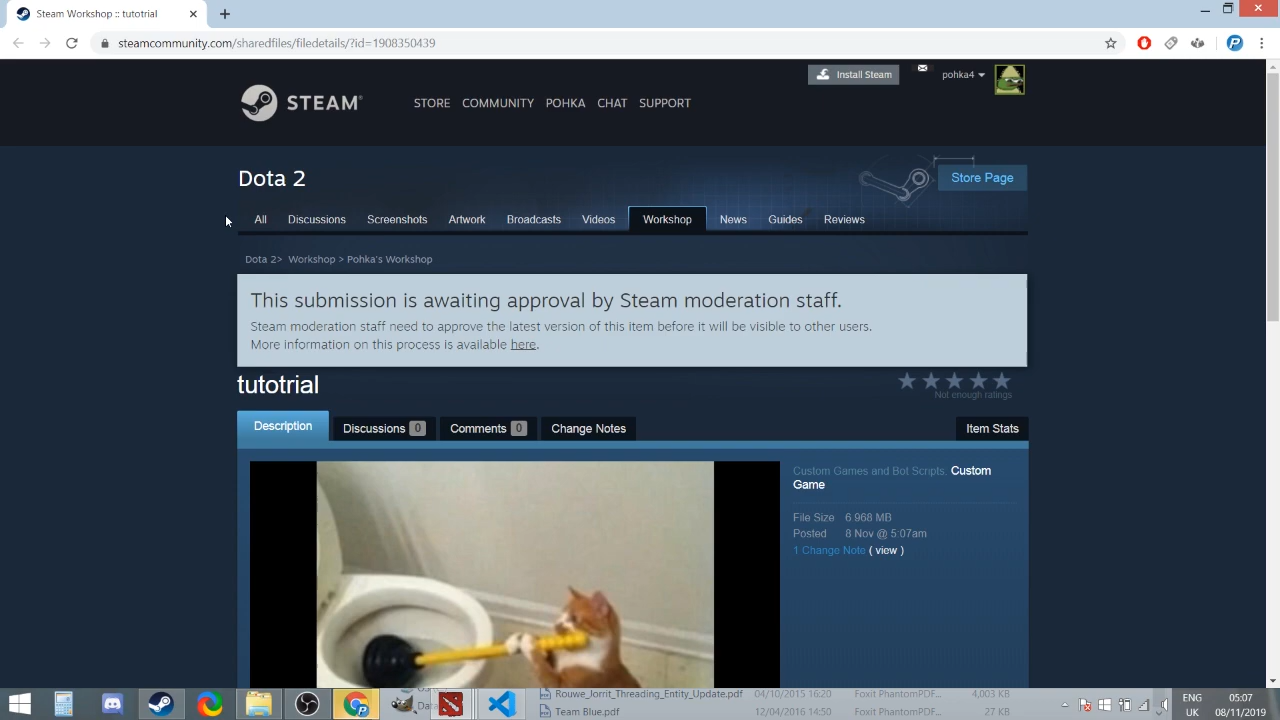 Steam Workshop :: tutotrial
steamcommunity.com/sharedfiles/filedetails/?id=1908350439
Install Steam
pohka4
STEAM®
STORE COMMUNITY POHKA CHAT SUPPORT
Dota 2
Store Page
All Discussions Screenshots Artwork Broadcasts Videos Workshop News Guides Reviews
Dota 2> Workshop > Pohka's Workshop
This submission is awaiting approval by Steam moderation staff.
Steam moderation staff need to approve the latest version of this item before it will be visible to other users.
More information on this process is available here.
tutotrial
Not enough ratings
Description Discussions 0 Comments 0 Change Notes Item Stats
Custom Games and Bot Scripts, Custom
Game
File Size 6.968 MB
Posted 8 Nov @ 5:07am
1 Change Note ( view )
Rouwe_Jorrit_Threading_Entity_Update.pdf 04/10/2015 16:20 Foxit PhantomPDF... 4,003 KB
Team Blue.pdf 12/04/2016 14:50 Foxit PhantomPDF... 27 KB
ENG 05:07
UK 08/11/2019